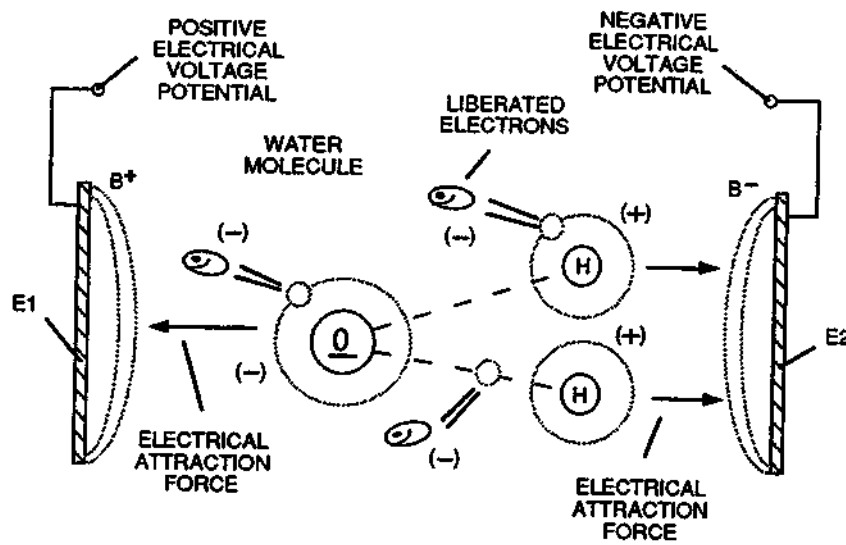 POSITIVE
ELECTRICAL
VOLTAGE
POTENTIAL
NEGATIVE
ELECTRICAL
VOLTAGE
POTENTIAL
LIBERATED
ELECTRONS
WATER
MOLECULE
B+
B−
(−)
(−)
(+)
H
E1
O
(−)
(+)
E2
H
(−)
ELECTRICAL
ATTRACTION
FORCE
ELECTRICAL
ATTRACTION
FORCE